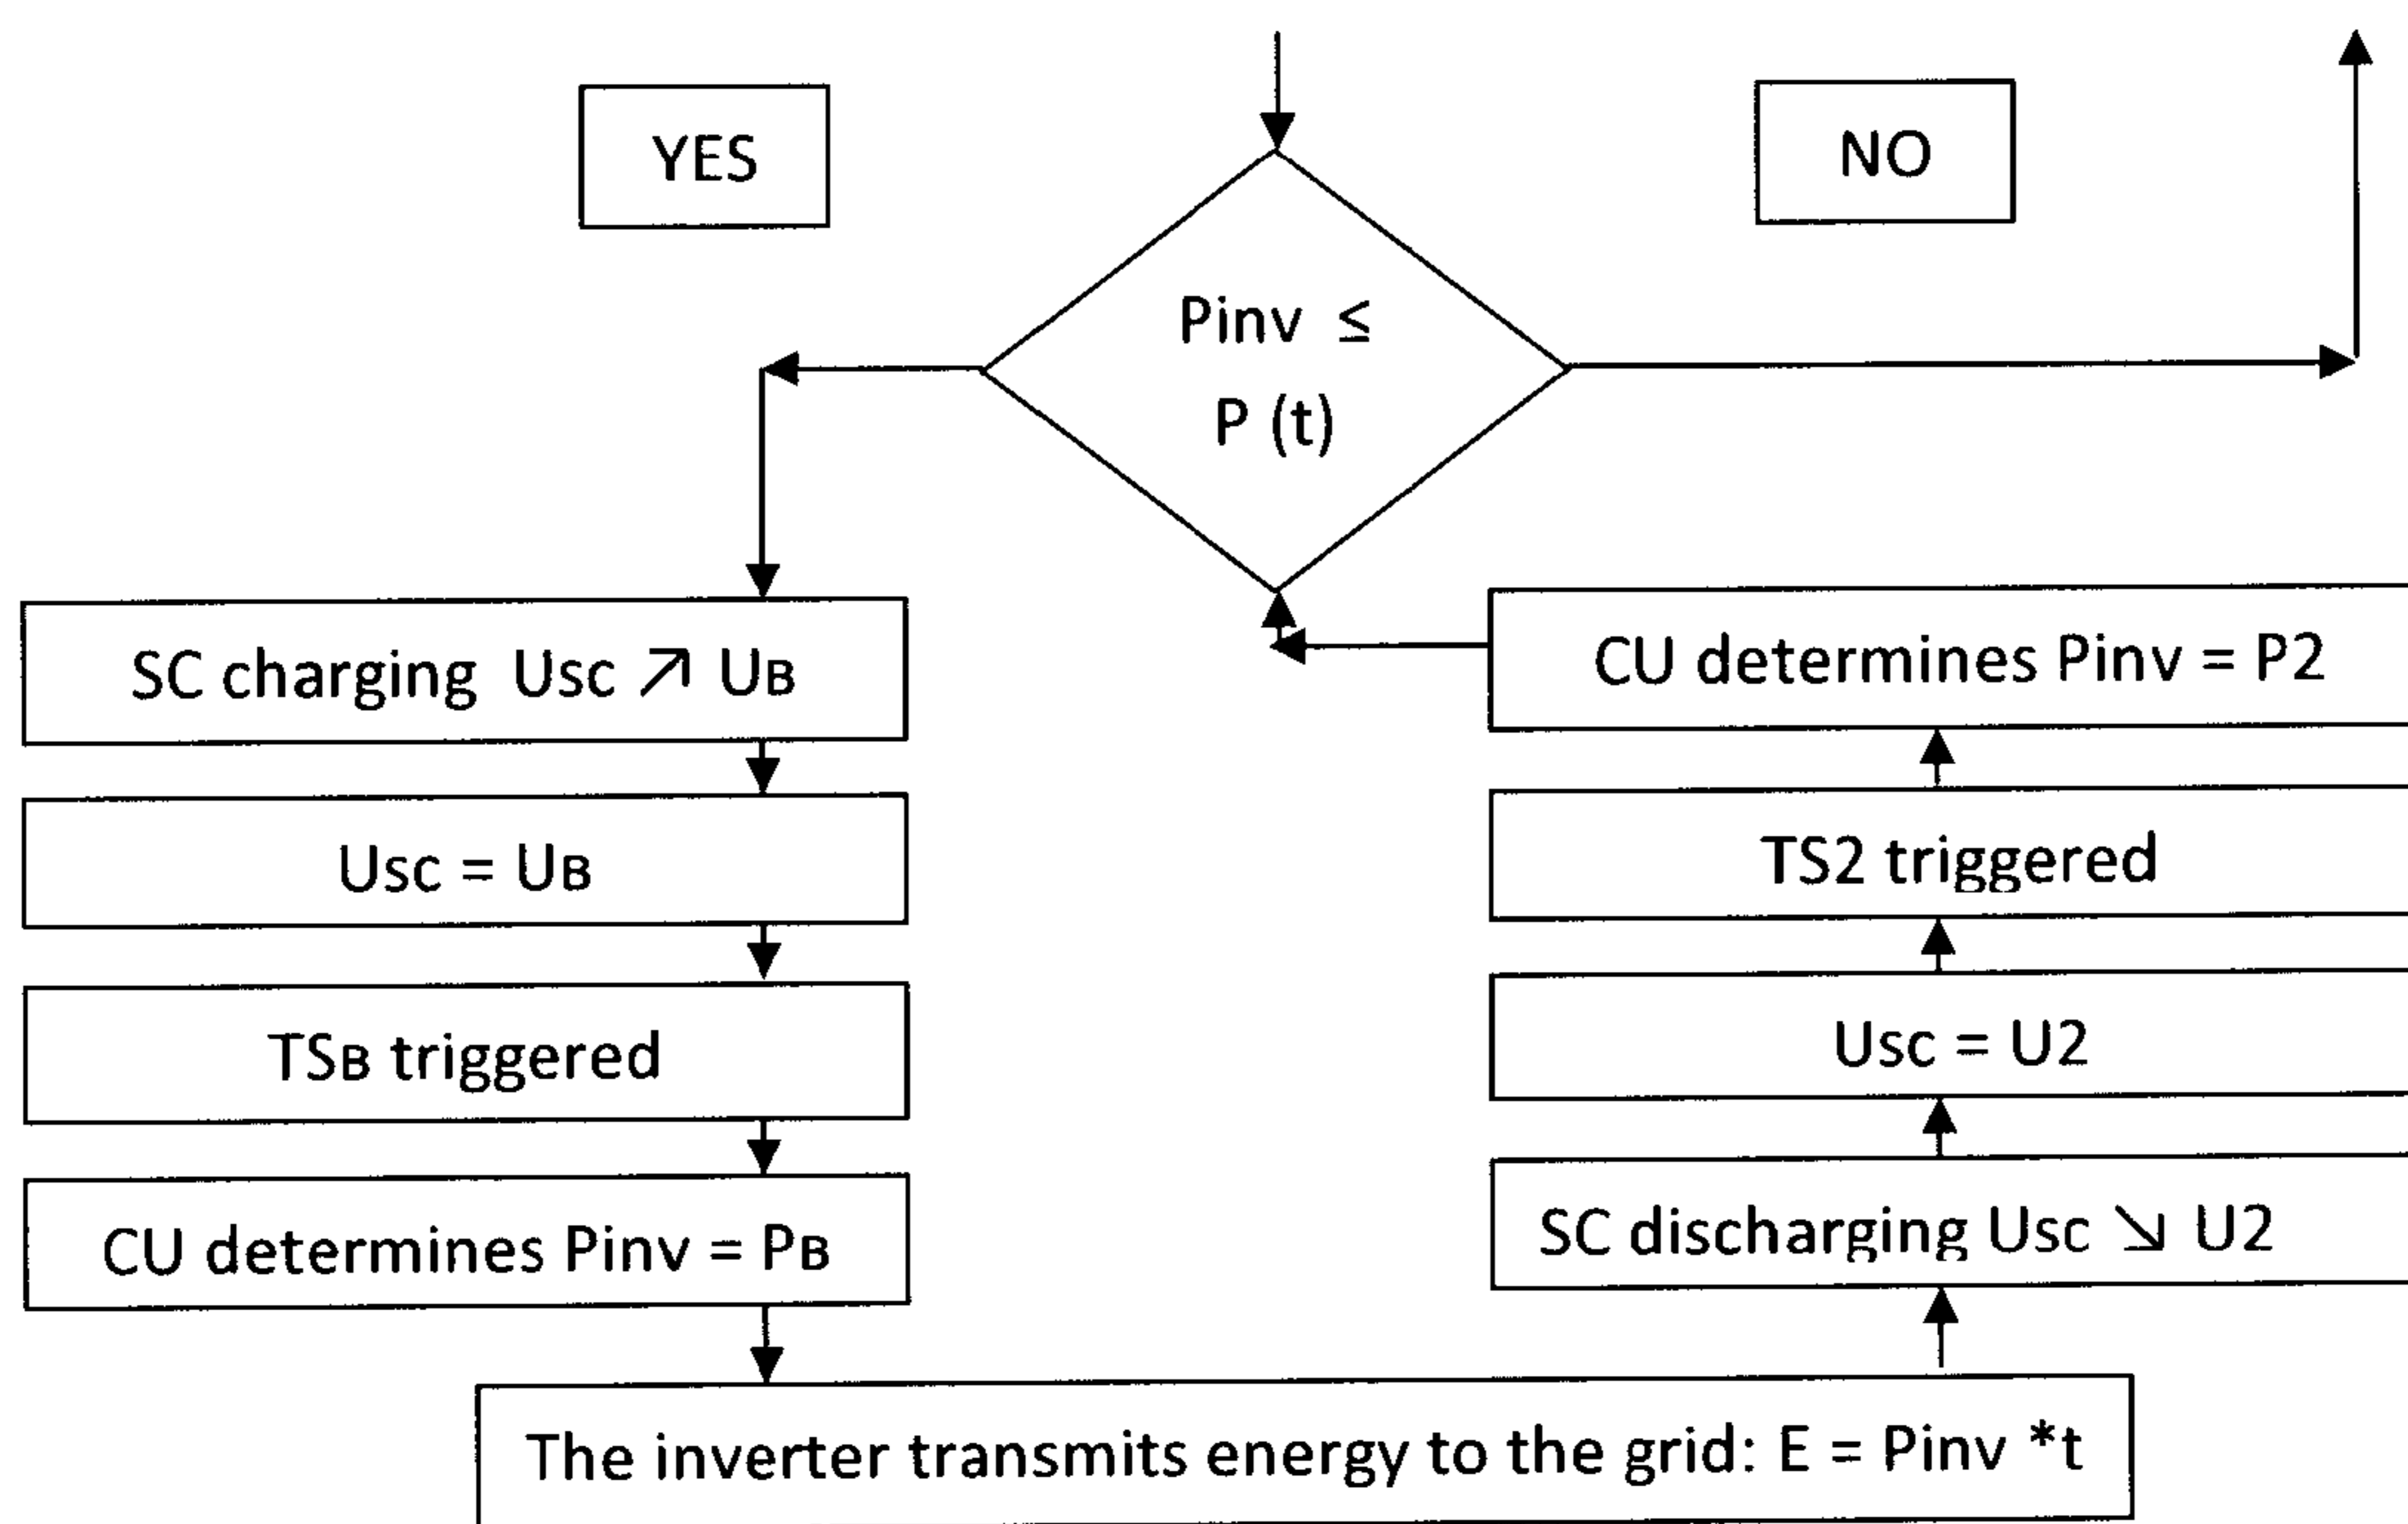 YES
NO
Pinv ≤
P (t)
SC charging Usc ↗ UB
Usc = UB
TSB triggered
CU determines Pinv = PB
CU determines Pinv = P2
TS2 triggered
Usc = U2
SC discharging Usc ↘ U2
The inverter transmits energy to the grid: E = Pinv *t